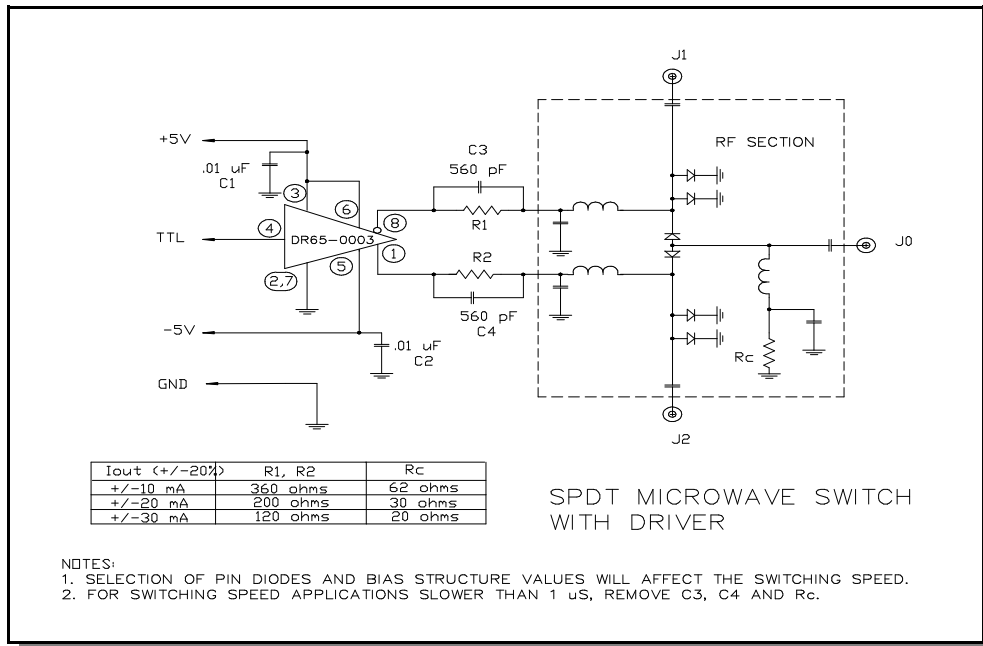 J1
RF SECTION
+5V
.01 uF
C1
C3
560 pF
R1
3
6
8
4
TTL
DR65-0003
1
5
2,7
R2
560 pF
C4
J0
-5V
.01 uF
C2
Rc
GND
J2
Iout (+/-20%) R1, R2 Rc
+/-10 mA 360 ohms 62 ohms
+/-20 mA 200 ohms 30 ohms
+/-30 mA 120 ohms 20 ohms
SPDT MICROWAVE SWITCH
WITH DRIVER
NOTES:
1. SELECTION OF PIN DIODES AND BIAS STRUCTURE VALUES WILL AFFECT THE SWITCHING SPEED.
2. FOR SWITCHING SPEED APPLICATIONS SLOWER THAN 1 uS, REMOVE C3, C4 AND Rc.